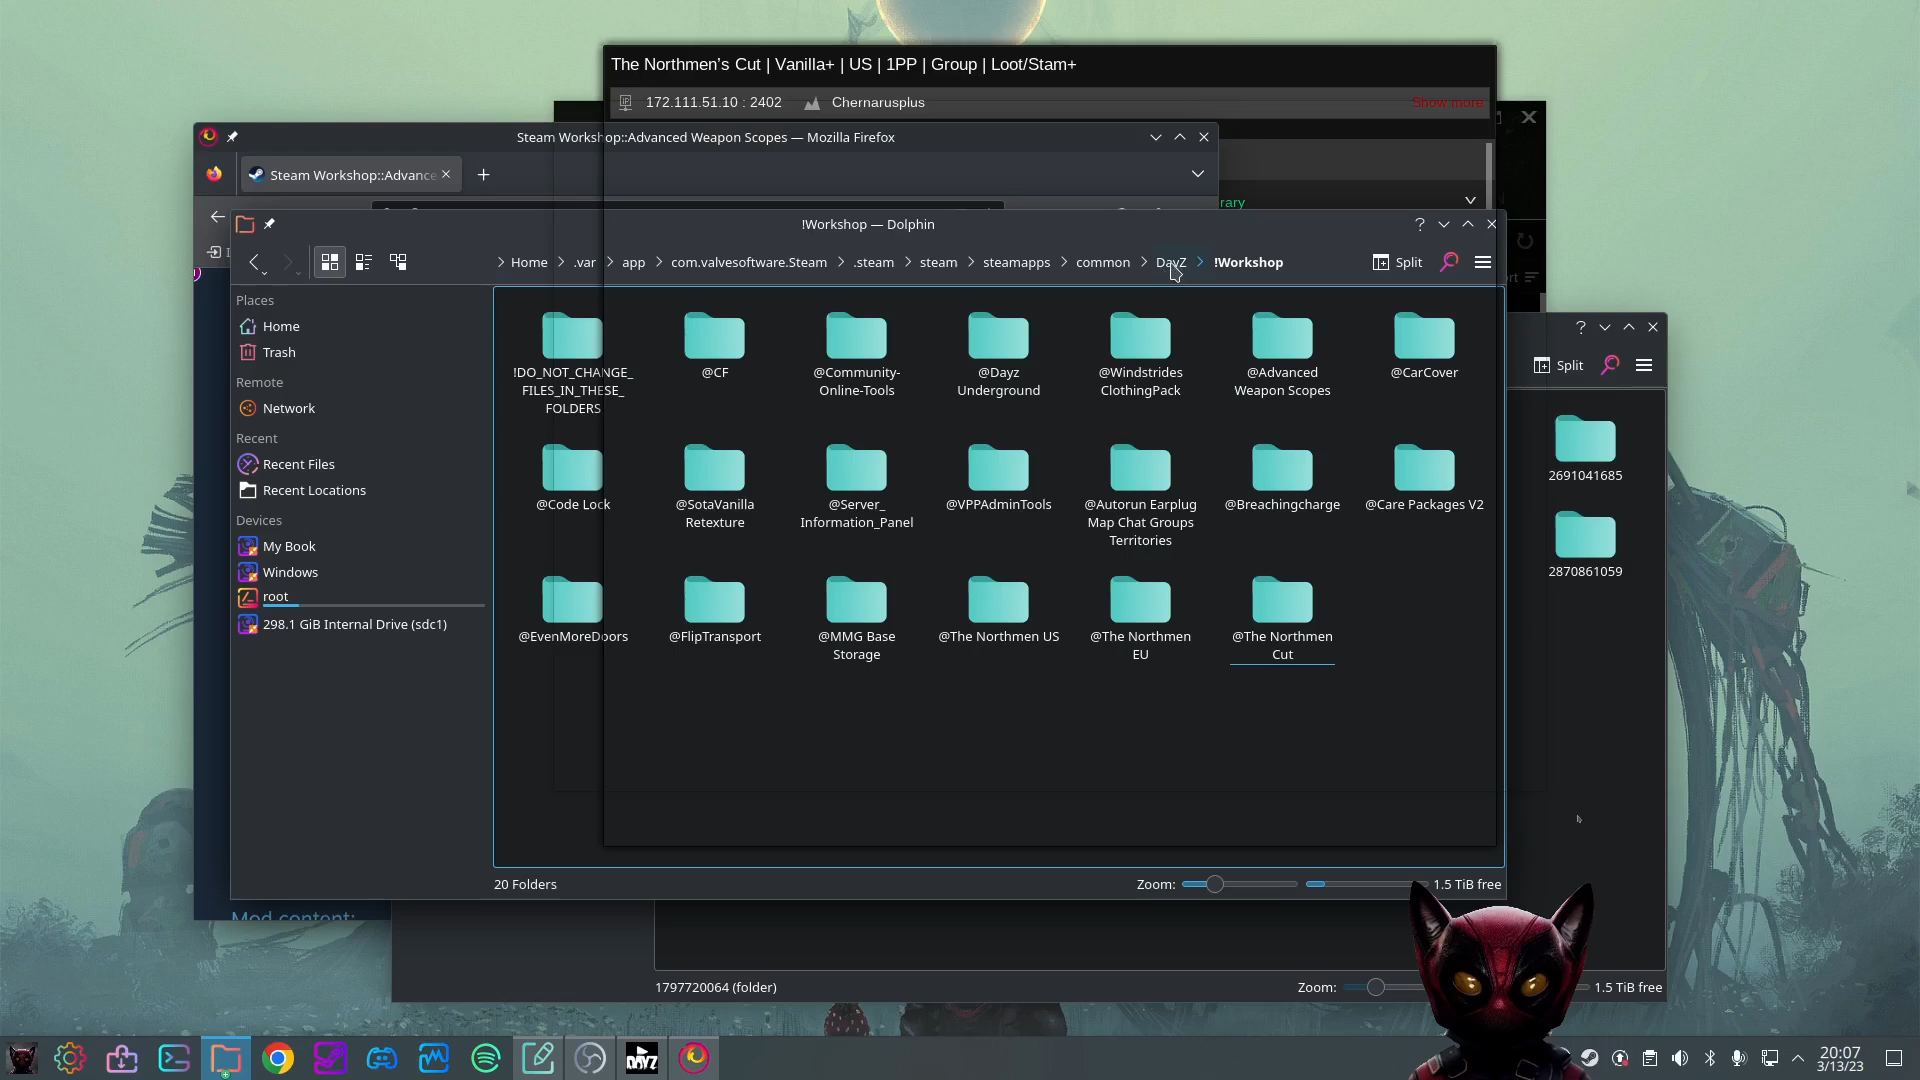 The Northmen's Cut | Vanilla+ | US | 1PP | Group | Loot/Stam+
172.111.51.10 : 2402
Chernarusplus
Show more
Steam Workshop::Advanced Weapon Scopes — Mozilla Firefox
Steam Workshop::Advance
rary
!Workshop — Dolphin
Home
.var
app
com.valvesoftware.Steam
.steam
steam
steamapps
common
DayZ
!Workshop
Split
Places
Home
Trash
Remote
Network
Recent
Recent Files
Recent Locations
Devices
My Book
Windows
root
298.1 GiB Internal Drive (sdc1)
!DO_NOT_CHANGE_
FILES_IN_THESE_
FOLDERS
@CF
@Community-
Online-Tools
@Dayz
Underground
@Windstrides
ClothingPack
@Advanced
Weapon Scopes
@CarCover
@Code Lock
@SotaVanilla
Retexture
@Server_
Information_Panel
@VPPAdminTools
@Autorun Earplug
Map Chat Groups
Territories
@Breachingcharge
@Care Packages V2
@EvenMoreDoors
@FlipTransport
@MMG Base
Storage
@The Northmen US
@The Northmen
EU
@The Northmen
Cut
20 Folders
Zoom:
1.5 TiB free
Split
2691041685
2870861059
Mod content:
1797720064 (folder)
Zoom:
1.5 TiB free
DAYZ
20:07
3/13/23